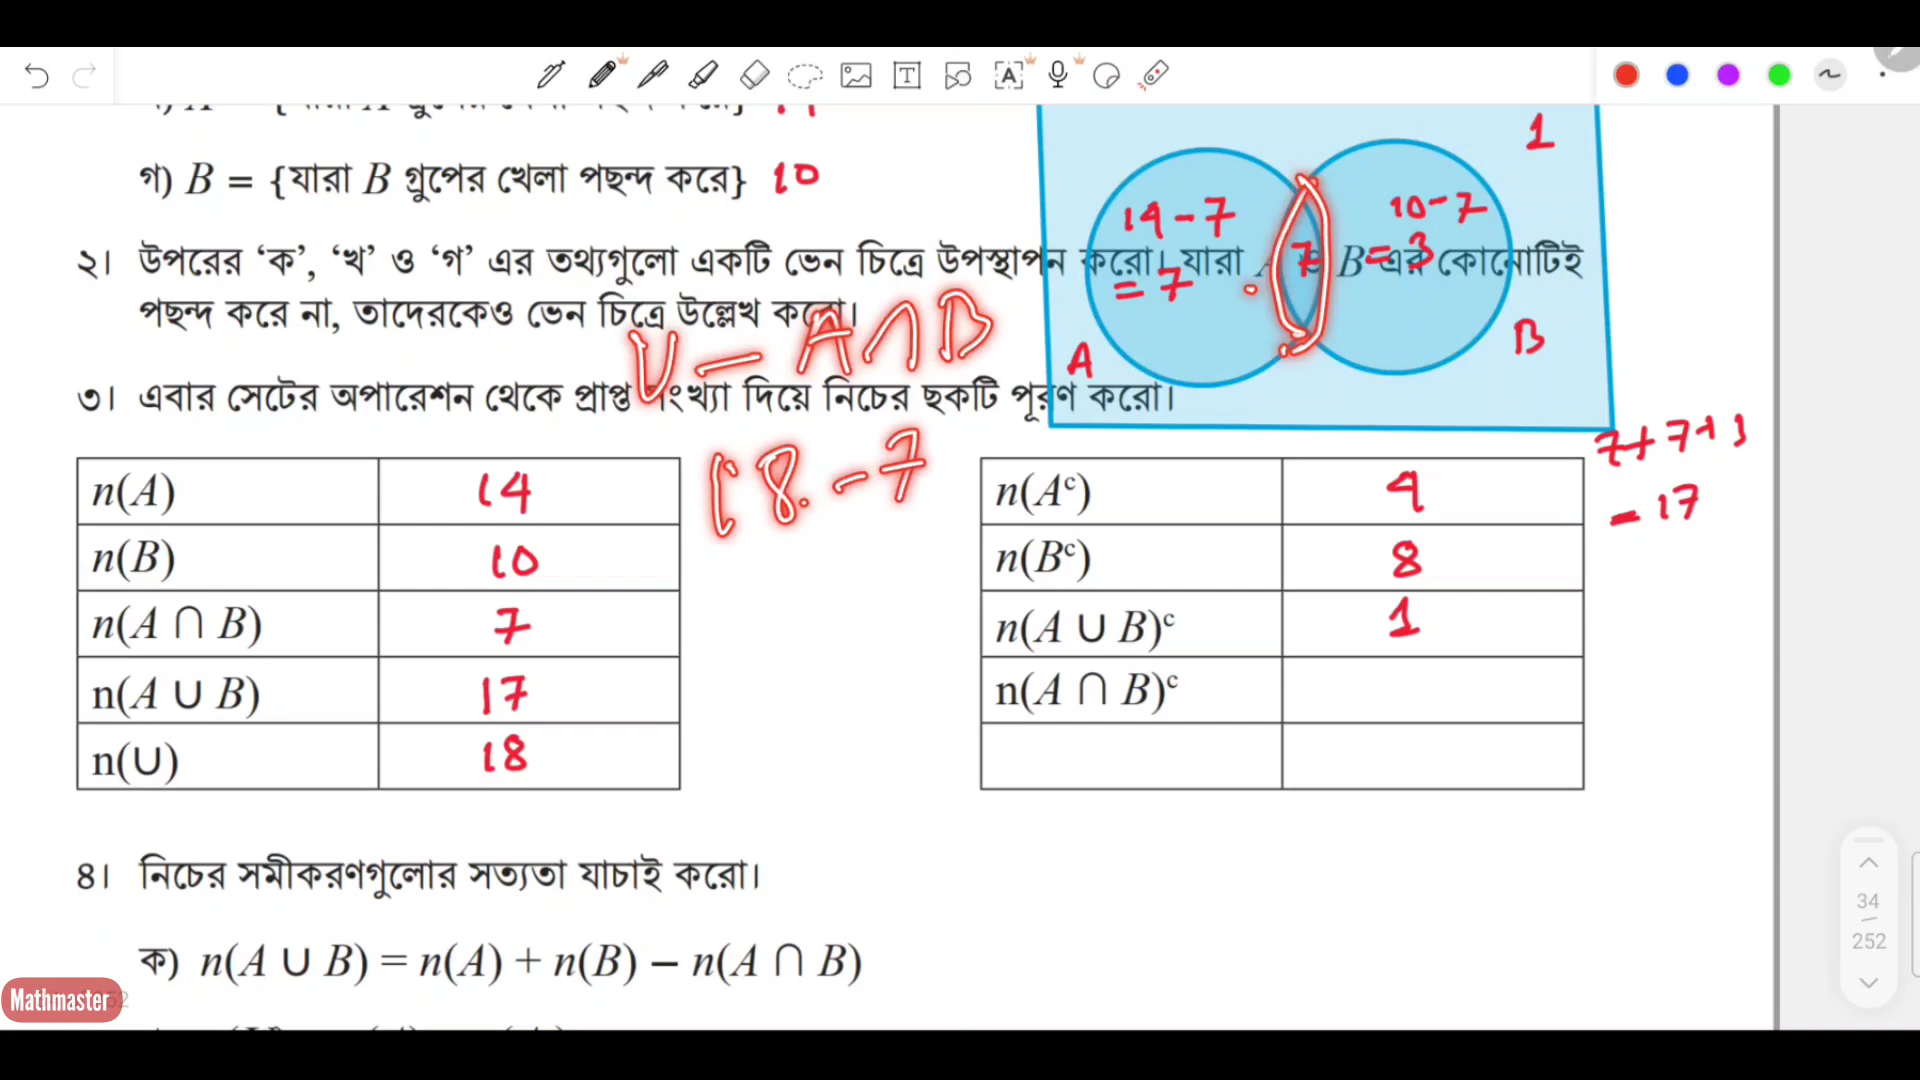 গ) B = {যারা B গ্রুপের খেলা পছন্দ করে} 10
1
14 - 7
= 7
7
10 - 7
= 3
A
B
২। উপরের ‘ক’, ‘খ’ ও ‘গ’ এর তথ্যগুলো একটি ভেন চিত্রে উপস্থাপন করো। যারা B এর কোনোটিই
পছন্দ করে না, তাদেরকেও ভেন চিত্রে উল্লেখ করো।
U - A ∩ B
৩। এবার সেটের অপারেশন থেকে প্রাপ্ত সংখ্যা দিয়ে নিচের ছকটি পূরণ করো।
18 - 7
7 + 7 + 3
= 17
n(A) 14
n(B) 10
n(A ∩ B) 7
n(A ∪ B) 17
n(∪) 18
n(Aᶜ) 4
n(Bᶜ) 8
n(A ∪ B)ᶜ 1
n(A ∩ B)ᶜ
৪। নিচের সমীকরণগুলোর সত্যতা যাচাই করো।
ক) n(A ∪ B) = n(A) + n(B) – n(A ∩ B)
34
252
Mathmaster